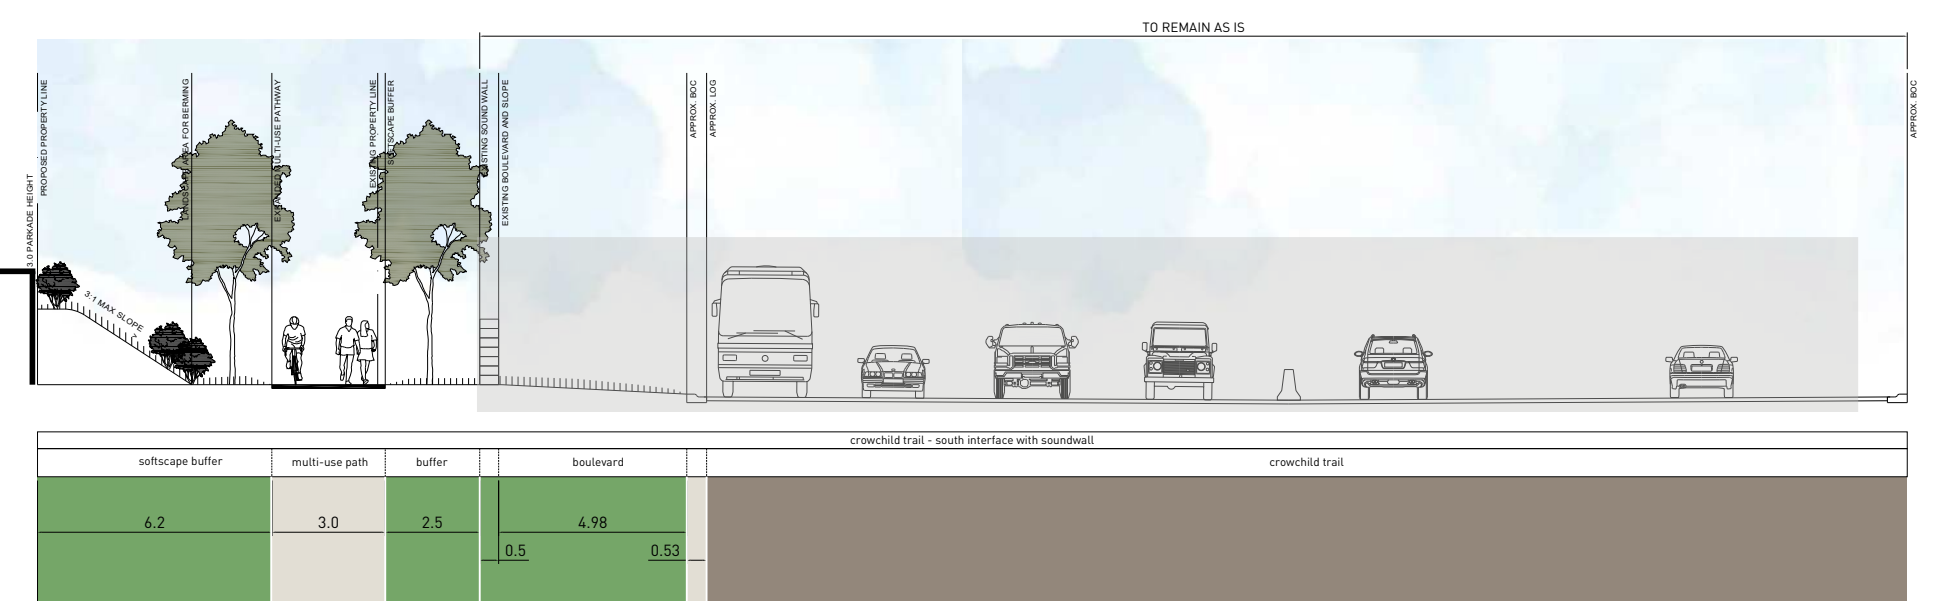 TO REMAIN AS IS
3.0 PARKADE HEIGHT
PROPOSED PROPERTY LINE
LANDSCAPE AREA FOR BERMING
EXPANDED MULTI-USE PATHWAY
EXISTING PROPERTY LINE
SOFTSCAPE BUFFER
EXISTING SOUND WALL
EXISTING BOULEVARD AND SLOPE
APPROX. BOC
APPROX. LOG
APPROX. BOC
3:1 MAX SLOPE
crowchild trail - south interface with soundwall
softscape buffer multi-use path buffer boulevard crowchild trail
6.2 3.0 2.5 4.98
0.5 0.53